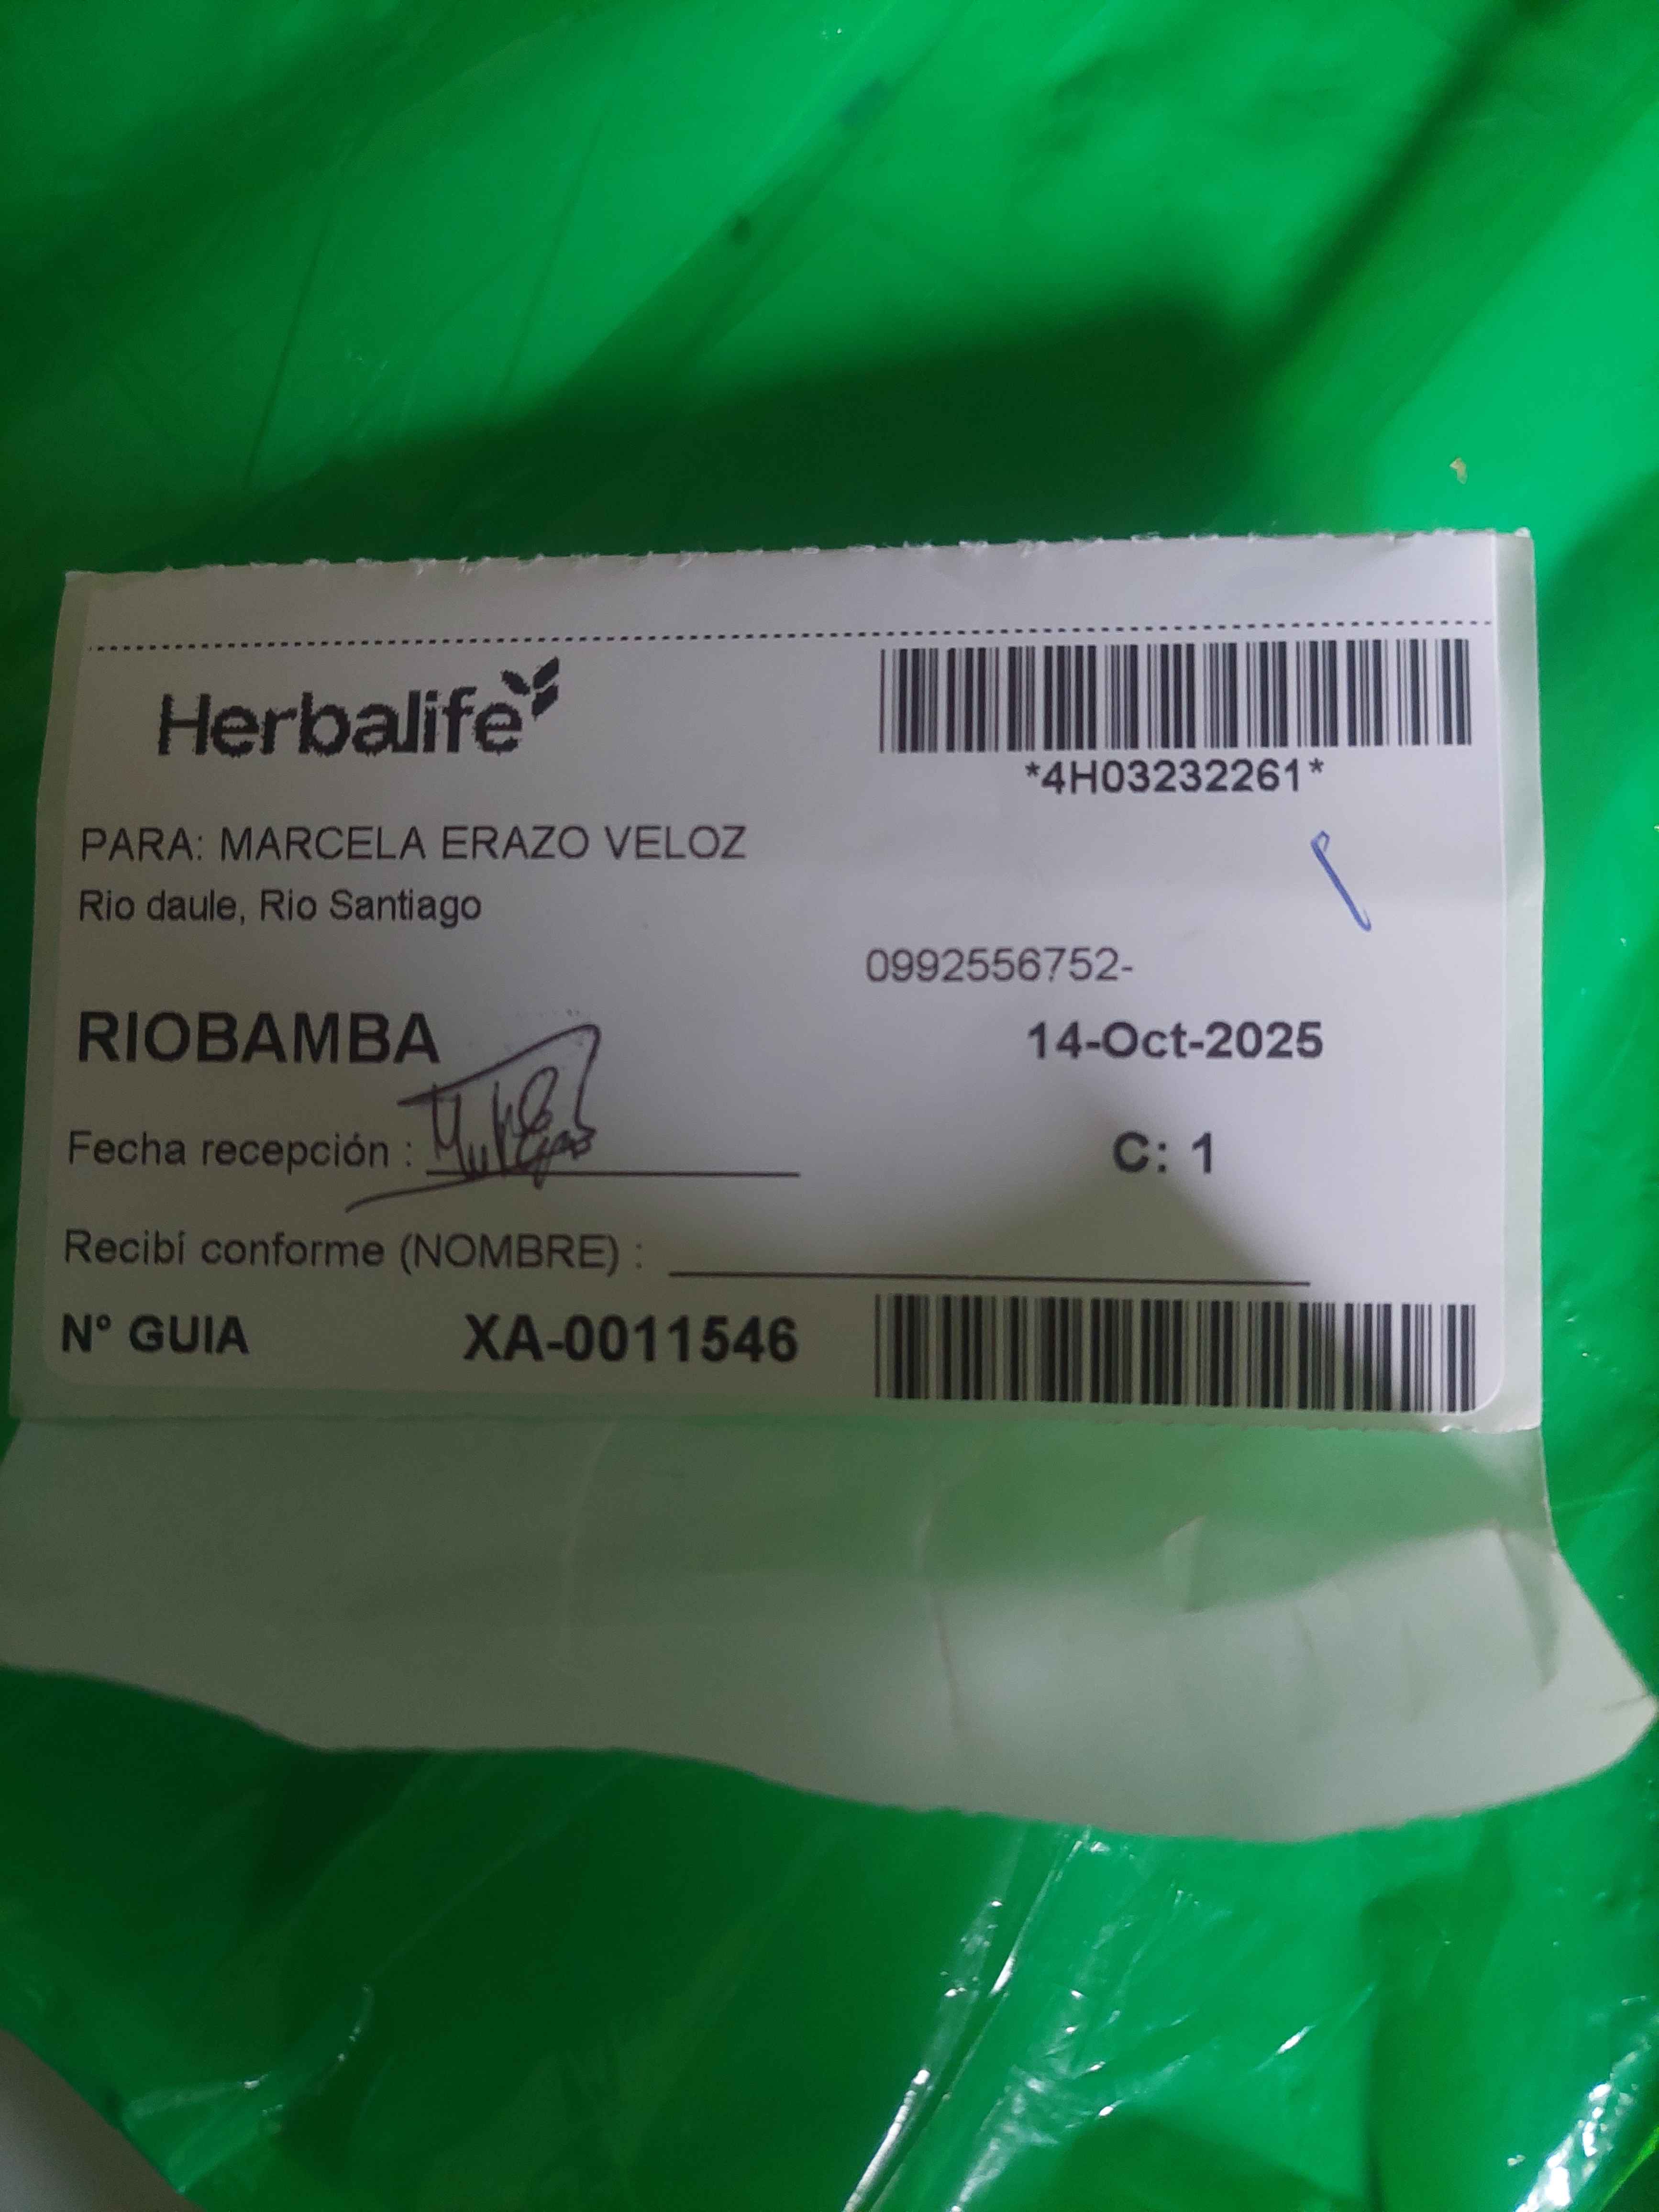 Herbalife
*4H03232261*
PARA: MARCELA ERAZO VELOZ
Rio daule, Rio Santiago
0992556752-
RIOBAMBA
14-Oct-2025
Fecha recepción :
C: 1
Recibí conforme (NOMBRE) :
N° GUIA XA-0011546